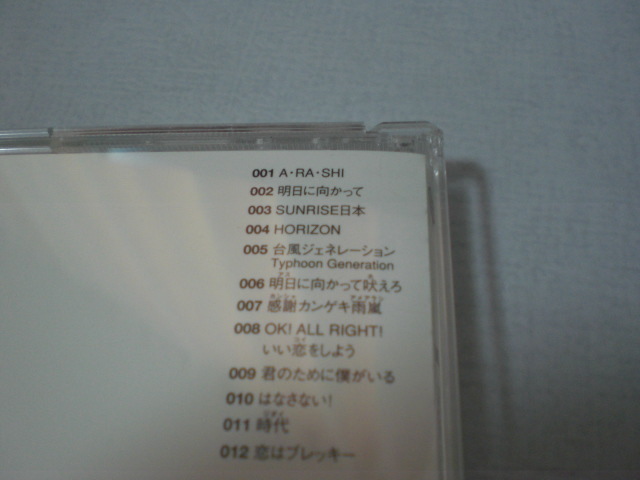 001 A・RA・SHI
002 明日に向かって
003 SUNRISE日本
004 HORIZON
005 台風ジェネレーション
Typhoon Generation
006 明日に向かって吠えろ
007 感謝カンゲキ雨嵐
008 OK! ALL RIGHT!
いい恋をしよう
009 君のために僕がいる
010 はなさない!
011 時代
012 恋はブレッキー